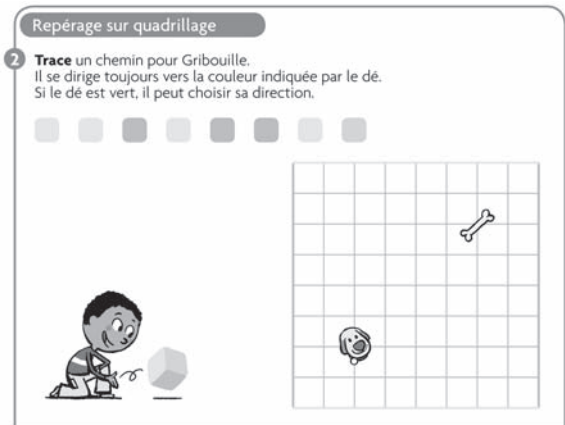 Repérage sur quadrillage
2 Trace un chemin pour Gribouille.
Il se dirige toujours vers la couleur indiquée par le dé.
Si le dé est vert, il peut choisir sa direction.